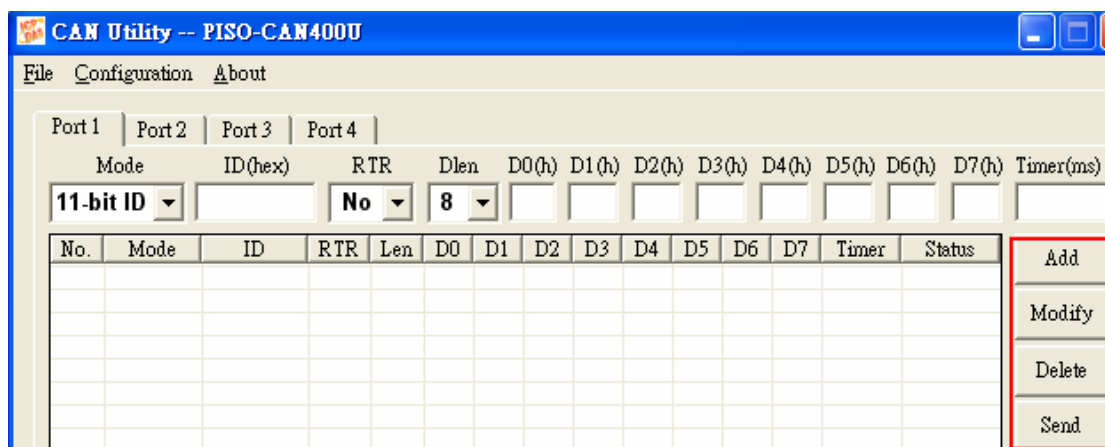 CAN Utility -- PISO-CAN400U
File Configuration About
Port 1 Port 2 Port 3 Port 4
Mode ID(hex) RTR Dlen D0(h) D1(h) D2(h) D3(h) D4(h) D5(h) D6(h) D7(h) Timer(ms)
11-bit ID No 8
No. Mode ID RTR Len D0 D1 D2 D3 D4 D5 D6 D7 Timer Status
Add
Modify
Delete
Send